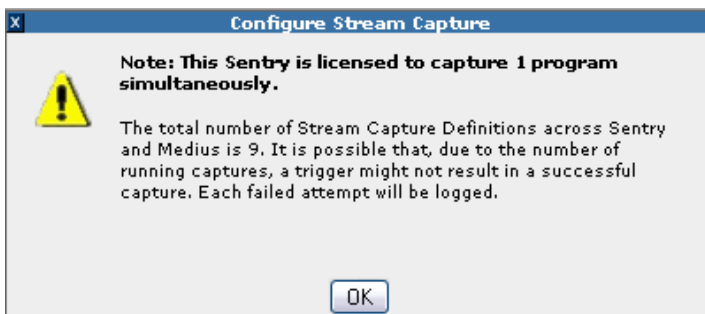 X
Configure Stream Capture
Note: This Sentry is licensed to capture 1 program
simultaneously.
The total number of Stream Capture Definitions across Sentry
and Medius is 9. It is possible that, due to the number of
running captures, a trigger might not result in a successful
capture. Each failed attempt will be logged.
OK